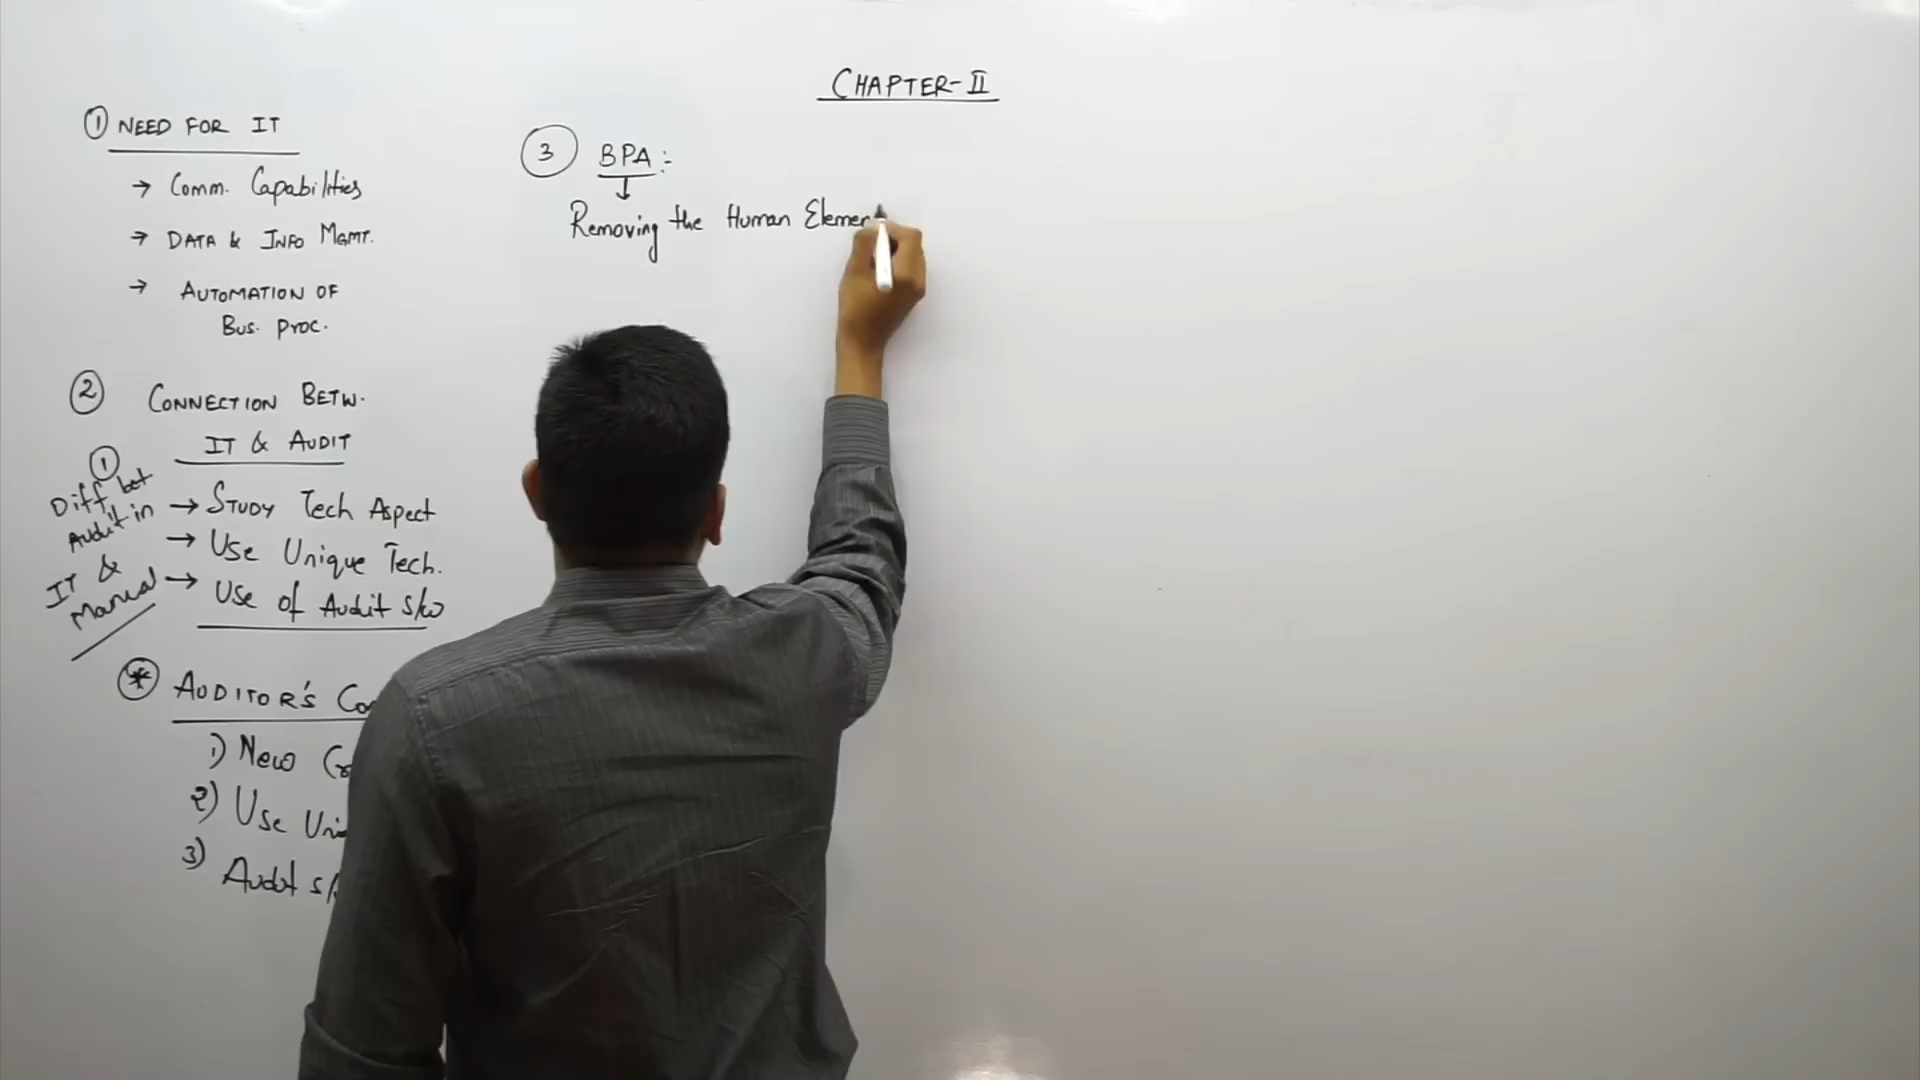 CHAPTER-II
① NEED FOR IT
→ Comm. Capabilities
→ DATA & INFO MGMT.
→ AUTOMATION OF
BUS. PROC.
② CONNECTION BETW.
IT & AUDIT
①
Diff bet
Audit in
IT &
Manual
→ STUDY Tech Aspect
→ Use Unique Tech.
→ Use of Audit s/w
* AUDITOR'S
1) New
2) Use
3) Audit
③ BPA:-
↓
Removing the Human